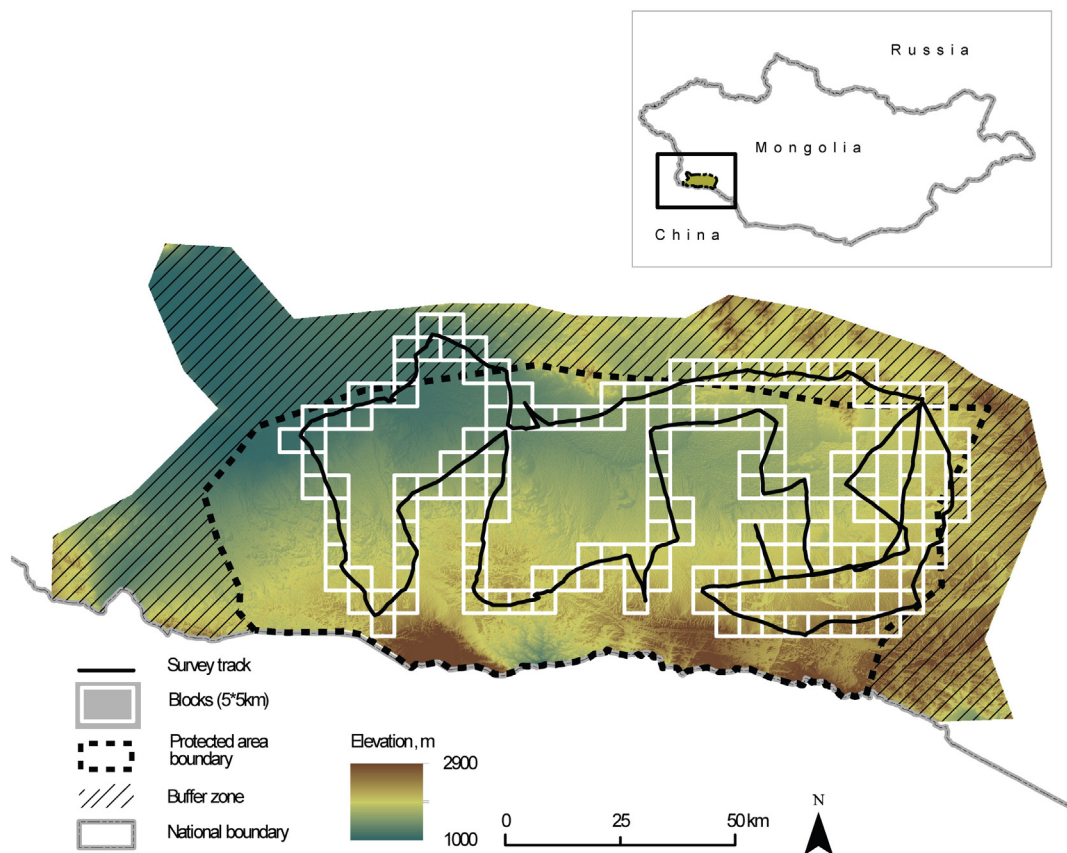 Russia
Mongolia
China
Survey track
Blocks (5*5km)
Protected area
boundary
Buffer zone
National boundary
Elevation, m
2900
1000
0 25 50 km
N